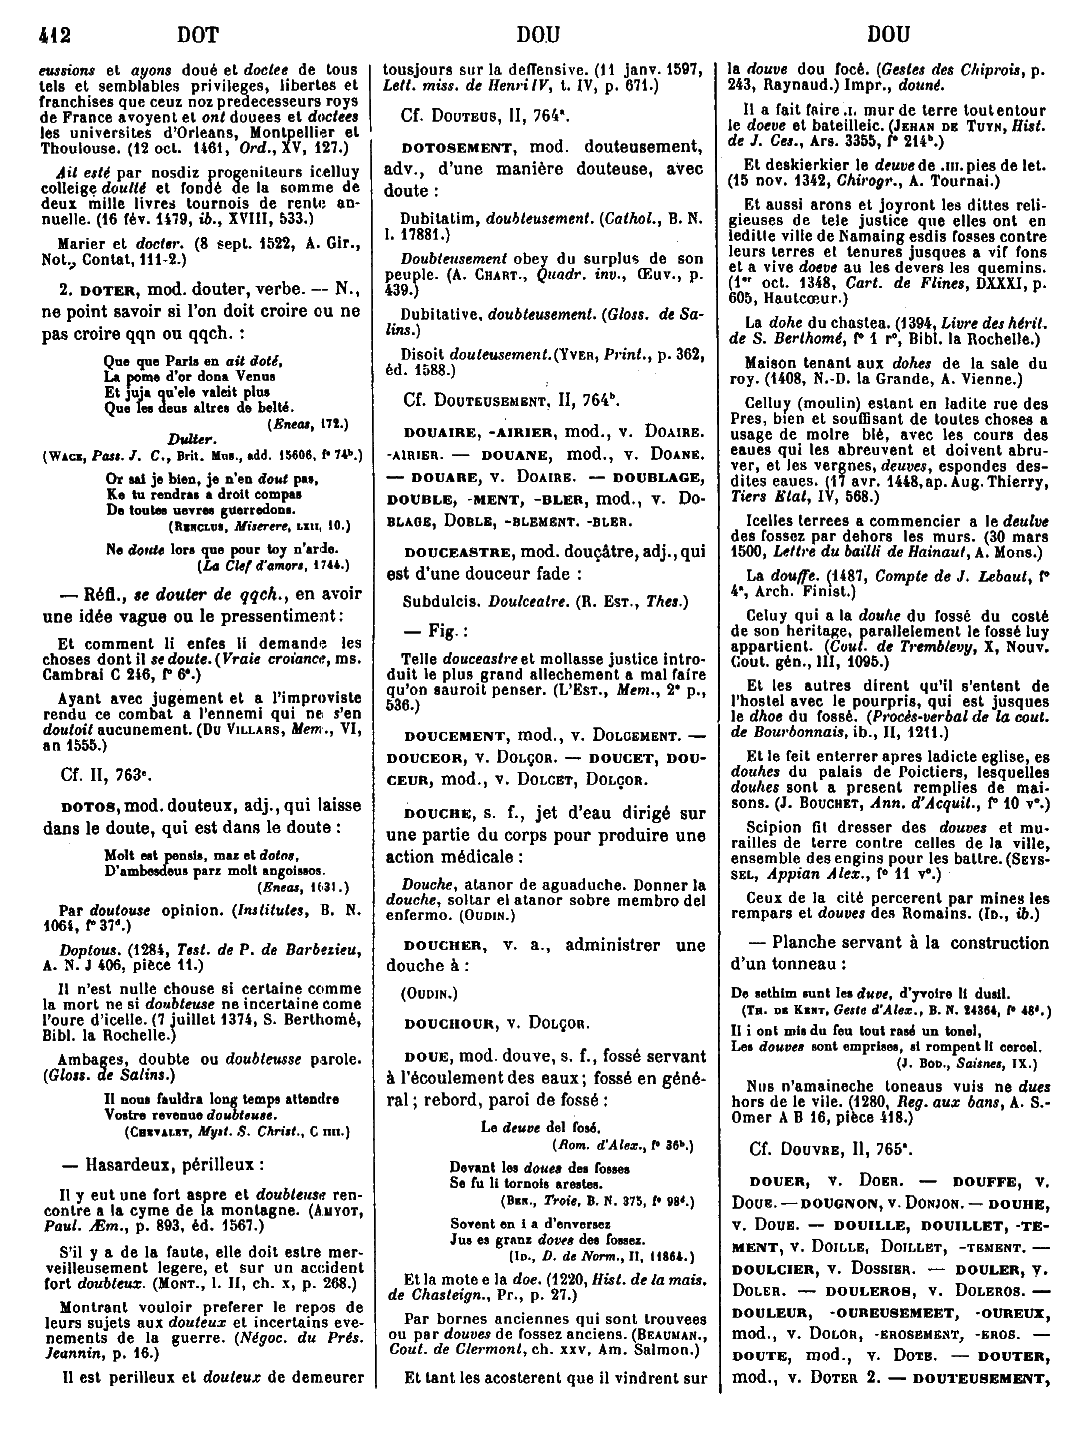 412
DOT
DOU
DOU
eussions et ayons doué et doctee de tous
tels et semblables privileges, libertes et
franchises que ceuz noz predecesseurs roys
de France avoyent et ont douees et doctees
les universites d'Orleans, Montpellier et
Thoulouse. (12 oct. 1461, Ord., XV, 127.)
Ait esté par nosdiz progeniteurs icelluy
colleige doutté et fondé de la somme de
deux mille livres tournois de rente an-
nuelle. (16 fév. 1479, ib., XVIII, 533.)
Marier et docter. (8 sept. 1522, A. Gir.,
Not., Contat, 111-2.)
2. DOTER, mod. douter, verbe. — N.,
ne point savoir si l'on doit croire ou ne
pas croire qqn ou qqch. :
Que que Paris en ait doté,
La pome d'or dona Venus
Et juja qu'ele valeit plus
Que les deus altres de belté.
(Eneas, 172.)
Dulter.
(WACE, Pass. J. C., Brit. Mus., add. 15606, f° 74b.)
Or sai je bien, je n'en dout pas,
Ke tu rendras a droit compas
De toutes uevres guerredons.
(RENCLUS, Miserere, LXII, 10.)
Ne doute lors que pour toy n'arde.
(La Clef d'amors, 1744.)
— Réfl., se douter de qqch., en avoir
une idée vague ou le pressentiment:
Et comment li enfes li demande les
choses dont il se doute. (Vraie croiance, ms.
Cambrai C 246, f° 6c.)
Ayant avec jugement et a l'improviste
rendu ce combat a l'ennemi qui ne s'en
doutoit aucunement. (DU VILLARS, Mem., VI,
an 1555.)
Cf. II, 763c.
DOTOS, mod. douteux, adj., qui laisse
dans le doute, qui est dans le doute :
Molt est pensis, maz et dotos,
D'ambesdeus parz molt angoissos.
(Eneas, 1631.)
Par doutouse opinion. (Institutes, B. N.
1064, f° 37d.)
Doptous. (1284, Test. de P. de Barbezieu,
A. N. J 406, pièce 11.)
Il n'est nulle chouse si certaine comme
la mort ne si doubteuse ne incertaine come
l'oure d'icelle. (7 juillet 1374, S. Berthomé,
Bibl. la Rochelle.)
Ambages, doubte ou doubleusse parole.
(Gloss. de Salins.)
Il nous fauldra long temps attendre
Vostre revenue doubteuse.
(CHEVALET, Myst. S. Christ., C IIII.)
— Hasardeux, périlleux :
Il y eut une fort aspre et doubteuse ren-
contre a la cyme de la montagne. (AMYOT,
Paul. Æm., p. 893, éd. 1567.)
S'il y a de la faute, elle doit estre mer-
veilleusement legere, et sur un accident
fort doubteux. (MONT., l. II, ch. X, p. 268.)
Montrant vouloir preferer le repos de
leurs sujets aux douteux et incertains eve-
nements de la guerre. (Négoc. du Prés.
Jeannin, p. 16.)
Il est perilleux et douteux de demeurer
tousjours sur la deffensive. (11 janv. 1597,
Lett. miss. de Henri IV, t. IV, p. 671.)
Cf. DOUTEUS, II, 764a.
DOTOSEMENT, mod. douteusement,
adv., d'une manière douteuse, avec
doute :
Dubitatim, doubteusement. (Cathol., B. N.
l. 17881.)
Doubteusement obey du surplus de son
peuple. (A. CHART., Quadr. inv., Œuv., p.
439.)
Dubitative, doubteusement. (Gloss. de Sa-
lins.)
Disoit douteusement. (YVER, Print., p. 362,
éd. 1588.)
Cf. DOUTEUSEMENT, II, 764b.
DOUAIRE, -AIRIER, mod., v. DOAIRE.
-AIRIER. — DOUANE, mod., v. DOANE.
— DOUARE, v. DOAIRE. — DOUBLAGE,
DOUBLE, -MENT, -BLER, mod., v. DO-
BLAGE, DOBLE, -BLEMENT. -BLER.
DOUCEASTRE, mod. douçâtre, adj., qui
est d'une douceur fade :
Subdulcis. Doulceatre. (R. EST., Thes.)
— Fig. :
Telle douceastre et mollasse justice intro-
duit le plus grand allechement a mal faire
qu'on sauroit penser. (L'EST., Mem., 2e p.,
536.)
DOUCEMENT, mod., v. DOLCEMENT. —
DOUCEOR, v. DOLÇOR. — DOUCET, DOU-
CEUR, mod., v. DOLCET, DOLÇOR.
DOUCHE, s. f., jet d'eau dirigé sur
une partie du corps pour produire une
action médicale :
Douche, atanor de aguaduche. Donner la
douche, soltar el atanor sobre membro del
enfermo. (OUDIN.)
DOUCHER, v. a., administrer une
douche à :
(OUDIN.)
DOUCHOUR, v. DOLÇOR.
DOUE, mod. douve, s. f., fossé servant
à l'écoulement des eaux; fossé en géné-
ral ; rebord, paroi de fossé :
Le deuve del fosé.
(Rom. d'Alex., f° 36b.)
Devant les doues des fosses
Se fu li tornois arestes.
(BEN., Troie, B. N. 375, f° 98d.)
Sovent en i a d'enversez
Jus es granz doves des fossez.
(ID., D. de Norm., II, 11864.)
Et la mote e la doe. (1220, Hist. de la mais.
de Chasteign., Pr., p. 27.)
Par bornes anciennes qui sont trouvees
ou par douves de fossez anciens. (BEAUMAN.,
Cout. de Clermont, ch. XXV, Am. Salmon.)
Et tant les acosterent que il vindrent sur
la douve dou focé. (Gestes des Chiprois, p.
243, Raynaud.) Impr., douné.
Il a fait faire .I. mur de terre tout entour
le doeve et bateilleic. (JEHAN DE TUYN, Hist.
de J. Ces., Ars. 3355, f° 214b.)
Et deskierkier le deuve de .III. pies de let.
(15 nov. 1342, Chirogr., A. Tournai.)
Et aussi arons et joyront les dittes reli-
gieuses de tele justice que elles ont en
leditte ville de Namaing esdis fosses contre
leurs terres et tenures jusques a vif fons
et a vive doeve au les devers les quemins.
(1er oct. 1348, Cart. de Flines, DXXXI, p.
605, Hautcœur.)
La dohe du chastea. (1394, Livre des hérit.
de S. Berthomé, f° 1 r°, Bibl. la Rochelle.)
Maison tenant aux dohes de la sale du
roy. (1408, N.-D. la Grande, A. Vienne.)
Celluy (moulin) estant en ladite rue des
Pres, bien et souffisant de toutes choses a
usage de molre blé, avec les cours des
eaues qui les abreuvent et doivent abru-
ver, et les vergnes, deuves, espondes des-
dites eaues. (17 avr. 1448, ap. Aug. Thierry,
Tiers Etat, IV, 568.)
Icelles terrees a commencier a le deulve
des fossez par dehors les murs. (30 mars
1500, Lettre du bailli de Hainaut, A. Mons.)
La douffe. (1487, Compte de J. Lebaut, f°
4a, Arch. Finist.)
Celuy qui a la douhe du fossé du costé
de son heritage, parallelement le fossé luy
appartient. (Cout. de Tremblevy, X, Nouv.
Cout. gén., III, 1095.)
Et les autres dirent qu'il s'entent de
l'hostel avec le pourpris, qui est jusques
le dhoe du fossé. (Procès-verbal de la cout.
de Bourbonnais, ib., II, 1211.)
Et le feit enterrer apres ladicte eglise, es
douhes du palais de Poictiers, lesquelles
douhes sont a present remplies de mai-
sons. (J. BOUCHET, Ann. d'Acquit., f° 10 v°.)
Scipion fit dresser des douves et mu-
railles de terre contre celles de la ville,
ensemble des engins pour les battre. (SEYS-
SEL, Appian Alex., f° 11 v°.)
Ceux de la cité percerent par mines les
rempars et douves des Romains. (ID., ib.)
— Planche servant à la construction
d'un tonneau :
De sethim sunt les duve, d'yvoire li dusil.
(TH. DE KENT, Geste d'Alex., B. N. 24364, f° 48d.)
Il i ont mis du feu tout rasé un tonel,
Les douves sont emprises, si rompent li cercel.
(J. BOD., Saisnes, IX.)
Nus n'amaineche toneaus vuis ne dues
hors de le vile. (1280, Reg. aux bans, A. S.-
Omer A B 16, pièce 418.)
Cf. DOUVRE, II, 765a.
DOUER, v. DOER. — DOUFFE, v.
DOUE. — DOUGNON, v. DONJON. — DOUHE,
v. DOUE. — DOUILLE, DOUILLET, -TE-
MENT, v. DOILLE, DOILLET, -TEMENT. —
DOULCIER, v. DOSSIER. — DOULER, v.
DOLER. — DOULEROS, v. DOLEROS. —
DOULEUR, -OUREUSEMEET, -OUREUX,
mod., v. DOLOR, -EROSEMENT, -EROS. —
DOUTE, mod., v. DOTE. — DOUTER,
mod., v. DOTER 2. — DOUTEUSEMENT,